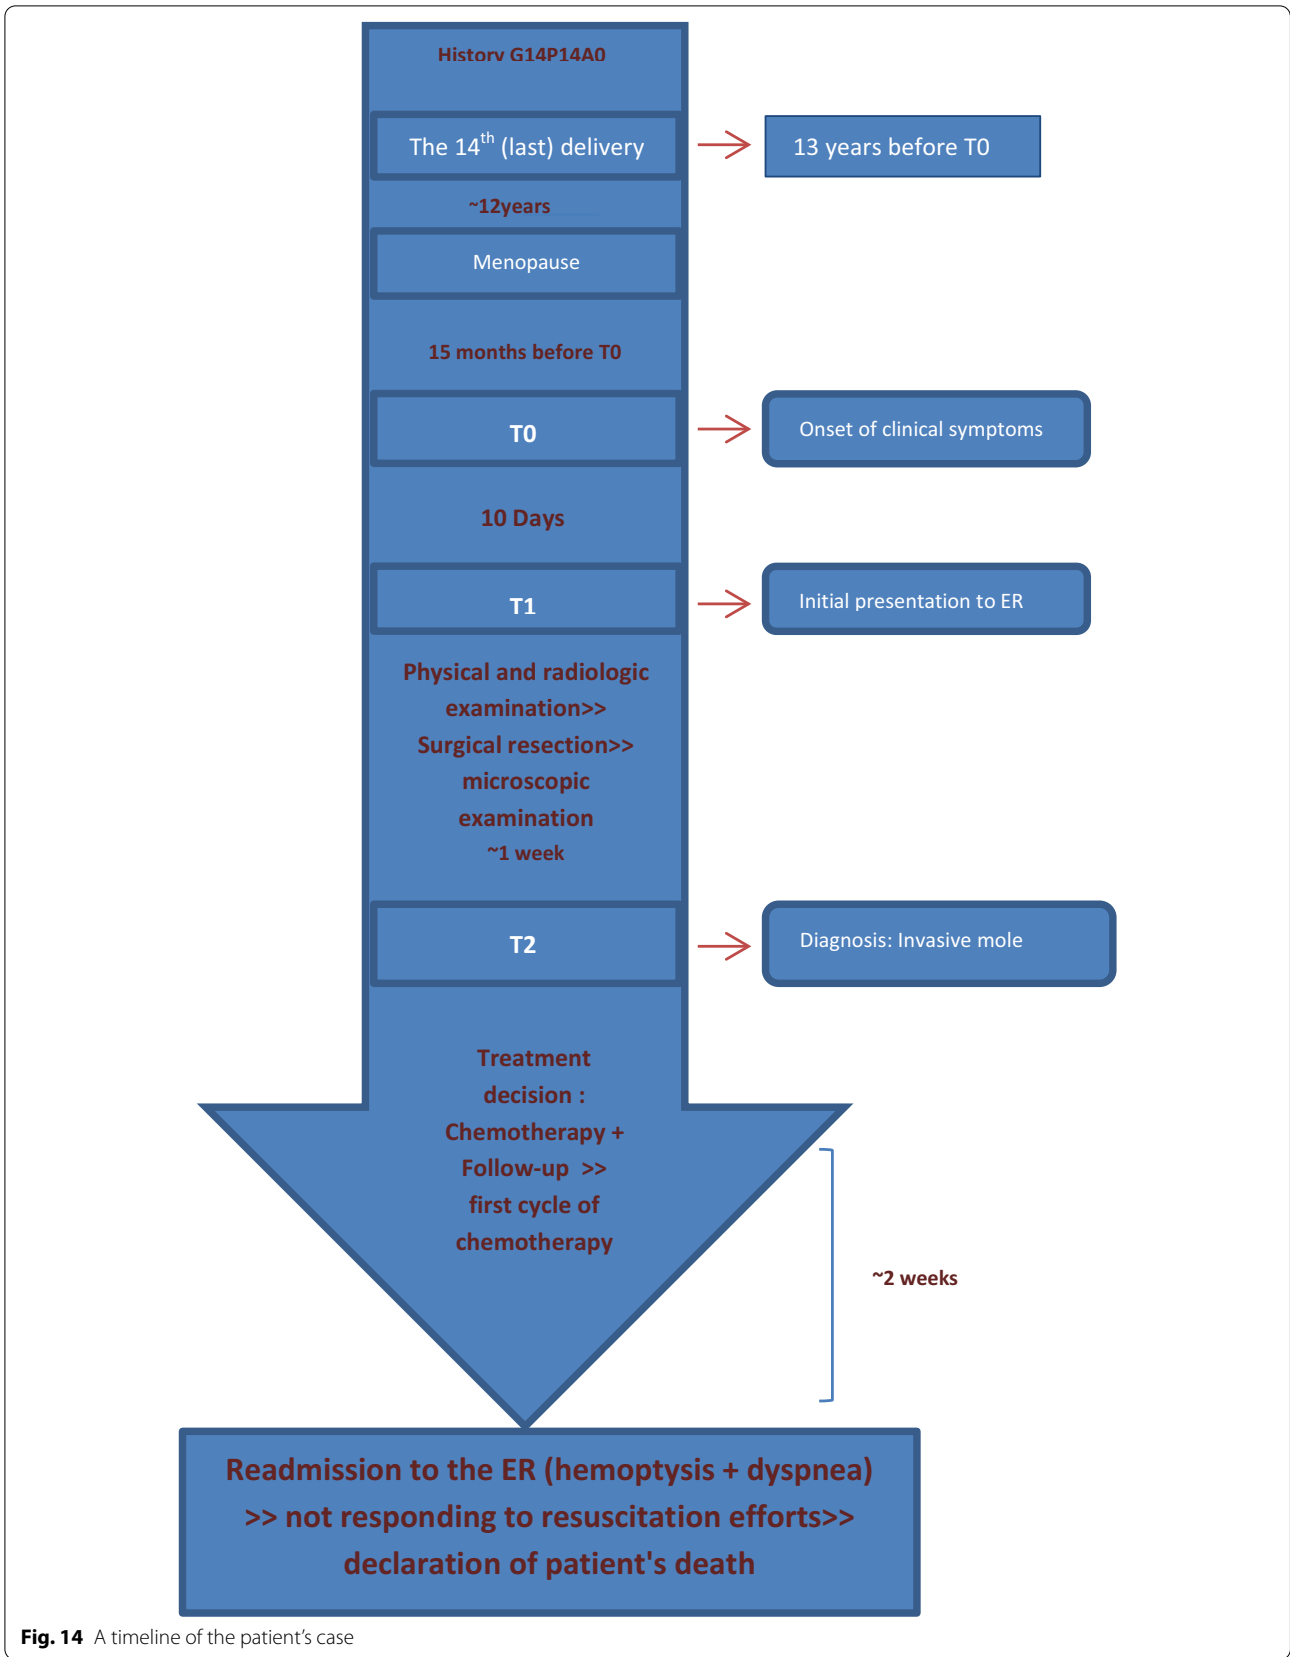 History G14P14A0
The 14th (last) delivery
13 years before T0
~12years
Menopause
15 months before T0
T0
Onset of clinical symptoms
10 Days
T1
Initial presentation to ER
Physical and radiologic
examination>>
Surgical resection>>
microscopic
examination
~1 week
T2
Diagnosis: Invasive mole
Treatment
decision :
Chemotherapy +
Follow-up >>
first cycle of
chemotherapy
~2 weeks
Readmission to the ER (hemoptysis + dyspnea)
>> not responding to resuscitation efforts>>
declaration of patient's death
Fig. 14 A timeline of the patient’s case